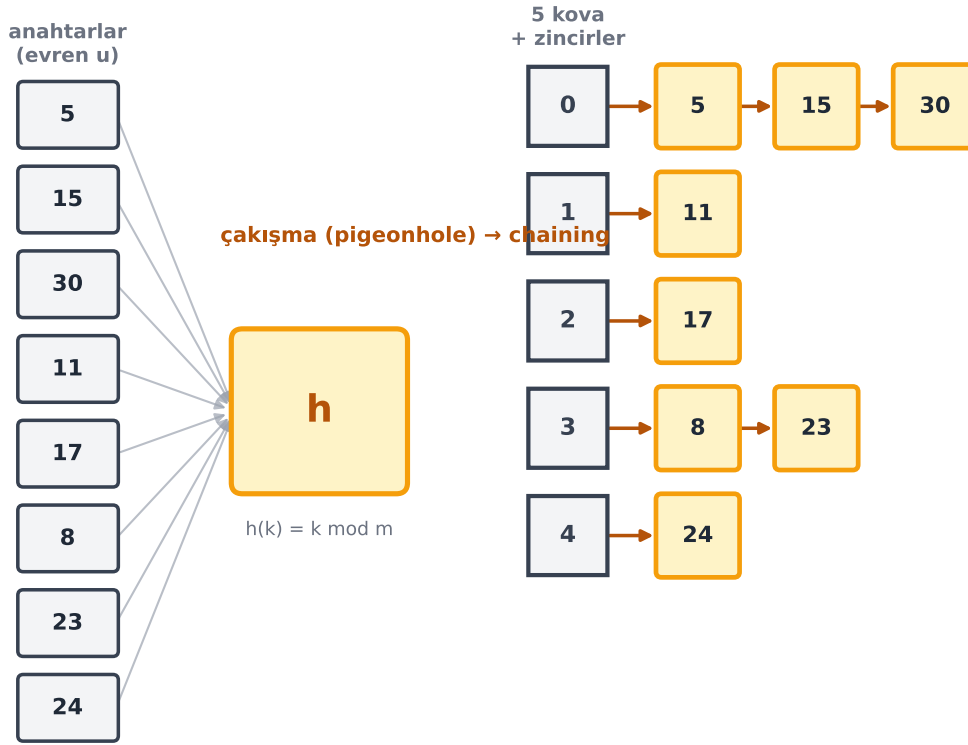 anahtarlar
(evren u)
5
15
30
11
17
8
23
24
çakışma (pigeonhole) → chaining
h
h(k) = k mod m
5 kova
+ zincirler
0 5 15 30
1 11
2 17
3 8 23
4 24